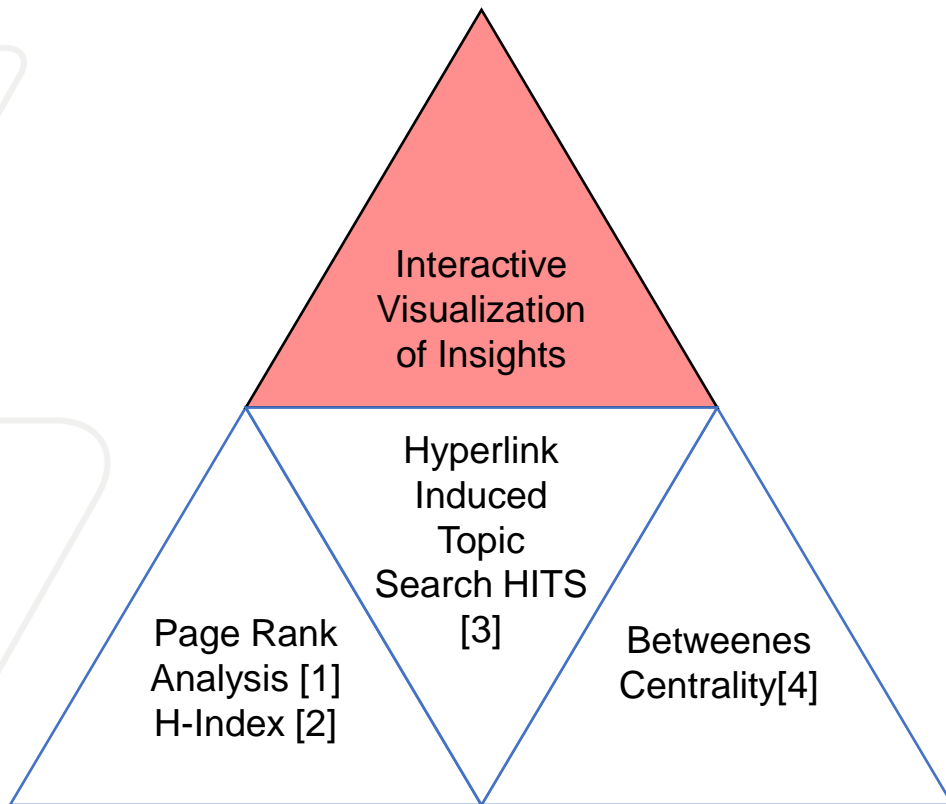 Interactive
Visualization
of Insights
Hyperlink
Induced
Topic
Search HITS
[3]
Page Rank
Analysis [1]
H-Index [2]
Betweenes
Centrality[4]